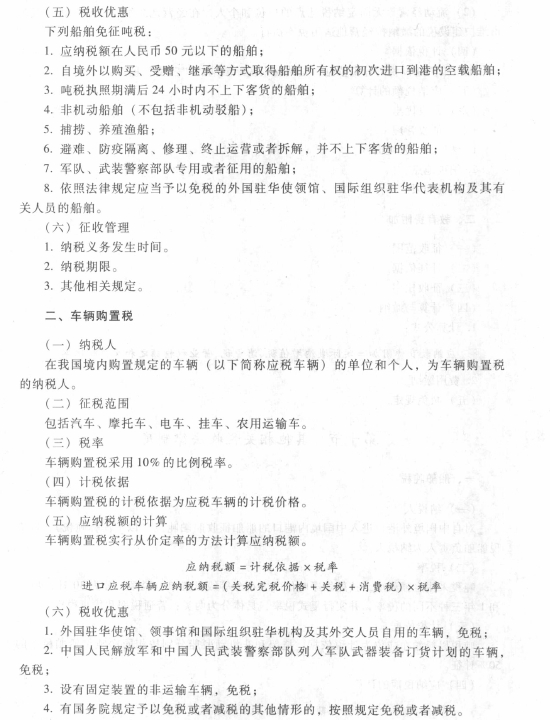 （五）税收优惠
下列船舶免征吨税：
1. 应纳税额在人民币 50 元以下的船舶；
2. 自境外以购买、受赠、继承等方式取得船舶所有权的初次进口到港的空载船舶；
3. 吨税执照期满后 24 小时内不上下客货的船舶；
4. 非机动船舶（不包括非机动驳船）；
5. 捕捞、养殖渔船；
6. 避难、防疫隔离、修理、终止运营或者拆解，并不上下客货的船舶；
7. 军队、武装警察部队专用或者征用的船舶；
8. 依照法律规定应当予以免税的外国驻华使领馆、国际组织驻华代表机构及其有
关人员的船舶。
（六）征收管理
1. 纳税义务发生时间。
2. 纳税期限。
3. 其他相关规定。
二、车辆购置税
（一）纳税人
在我国境内购置规定的车辆（以下简称应税车辆）的单位和个人，为车辆购置税
的纳税人。
（二）征税范围
包括汽车、摩托车、电车、挂车、农用运输车。
（三）税率
车辆购置税采用 10% 的比例税率。
（四）计税依据
车辆购置税的计税依据为应税车辆的计税价格。
（五）应纳税额的计算
车辆购置税实行从价定率的方法计算应纳税额。
应纳税额 = 计税依据 × 税率
进口应税车辆应纳税额 =（关税完税价格 + 关税 + 消费税）× 税率
（六）税收优惠
1. 外国驻华使馆、领事馆和国际组织驻华机构及其外交人员自用的车辆，免税；
2. 中国人民解放军和中国人民武装警察部队列入军队武器装备订货计划的车辆，
免税；
3. 设有固定装置的非运输车辆，免税；
4. 有国务院规定予以免税或者减税的其他情形的，按照规定免税或者减税。